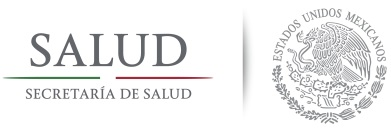 SALUD
SECRETARÍA DE SALUD
ESTADOS UNIDOS MEXICANOS